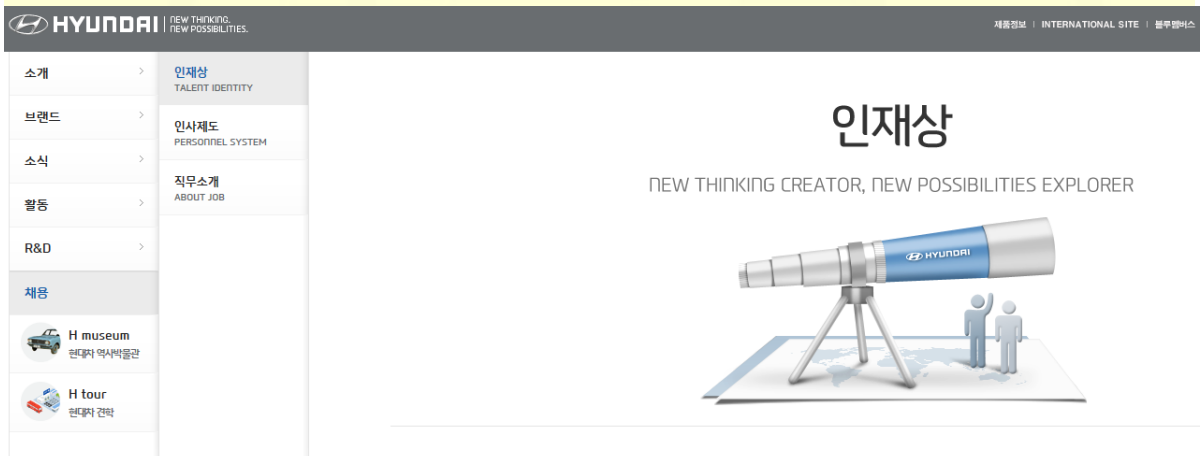 HYUNDAI
NEW THINKING.
NEW POSSIBILITIES.
제품정보 | INTERNATIONAL SITE | 블루멤버스
소개
브랜드
소식
활동
R&D
채용
H museum
현대차 역사박물관
H tour
현대차 견학
인재상
TALENT IDENTITY
인사제도
PERSONNEL SYSTEM
직무소개
ABOUT JOB
인재상
NEW THINKING CREATOR, NEW POSSIBILITIES EXPLORER
HYUNDAI